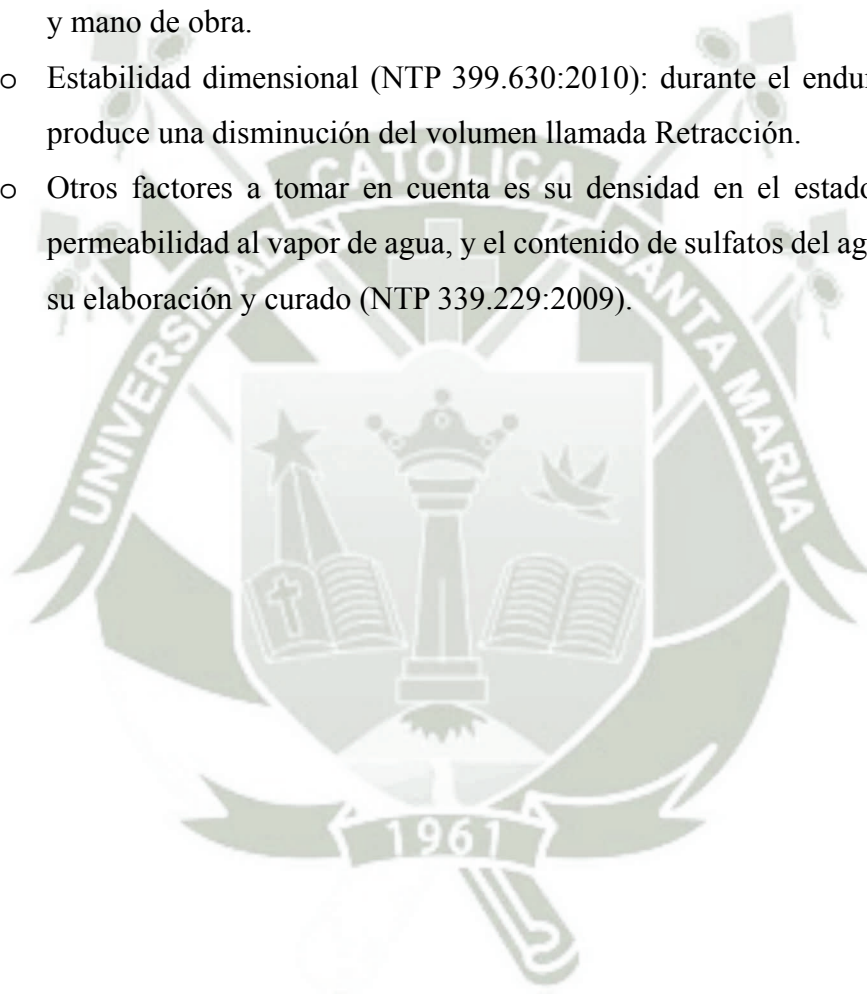 y mano de obra.
o Estabilidad dimensional (NTP 399.630:2010): durante el endu
produce una disminución del volumen llamada Retracción.
o Otros factores a tomar en cuenta es su densidad en el estado
permeabilidad al vapor de agua, y el contenido de sulfatos del ag
su elaboración y curado (NTP 339.229:2009).
CATOLICA
UNIVERSI
SANTA MARIA
1961